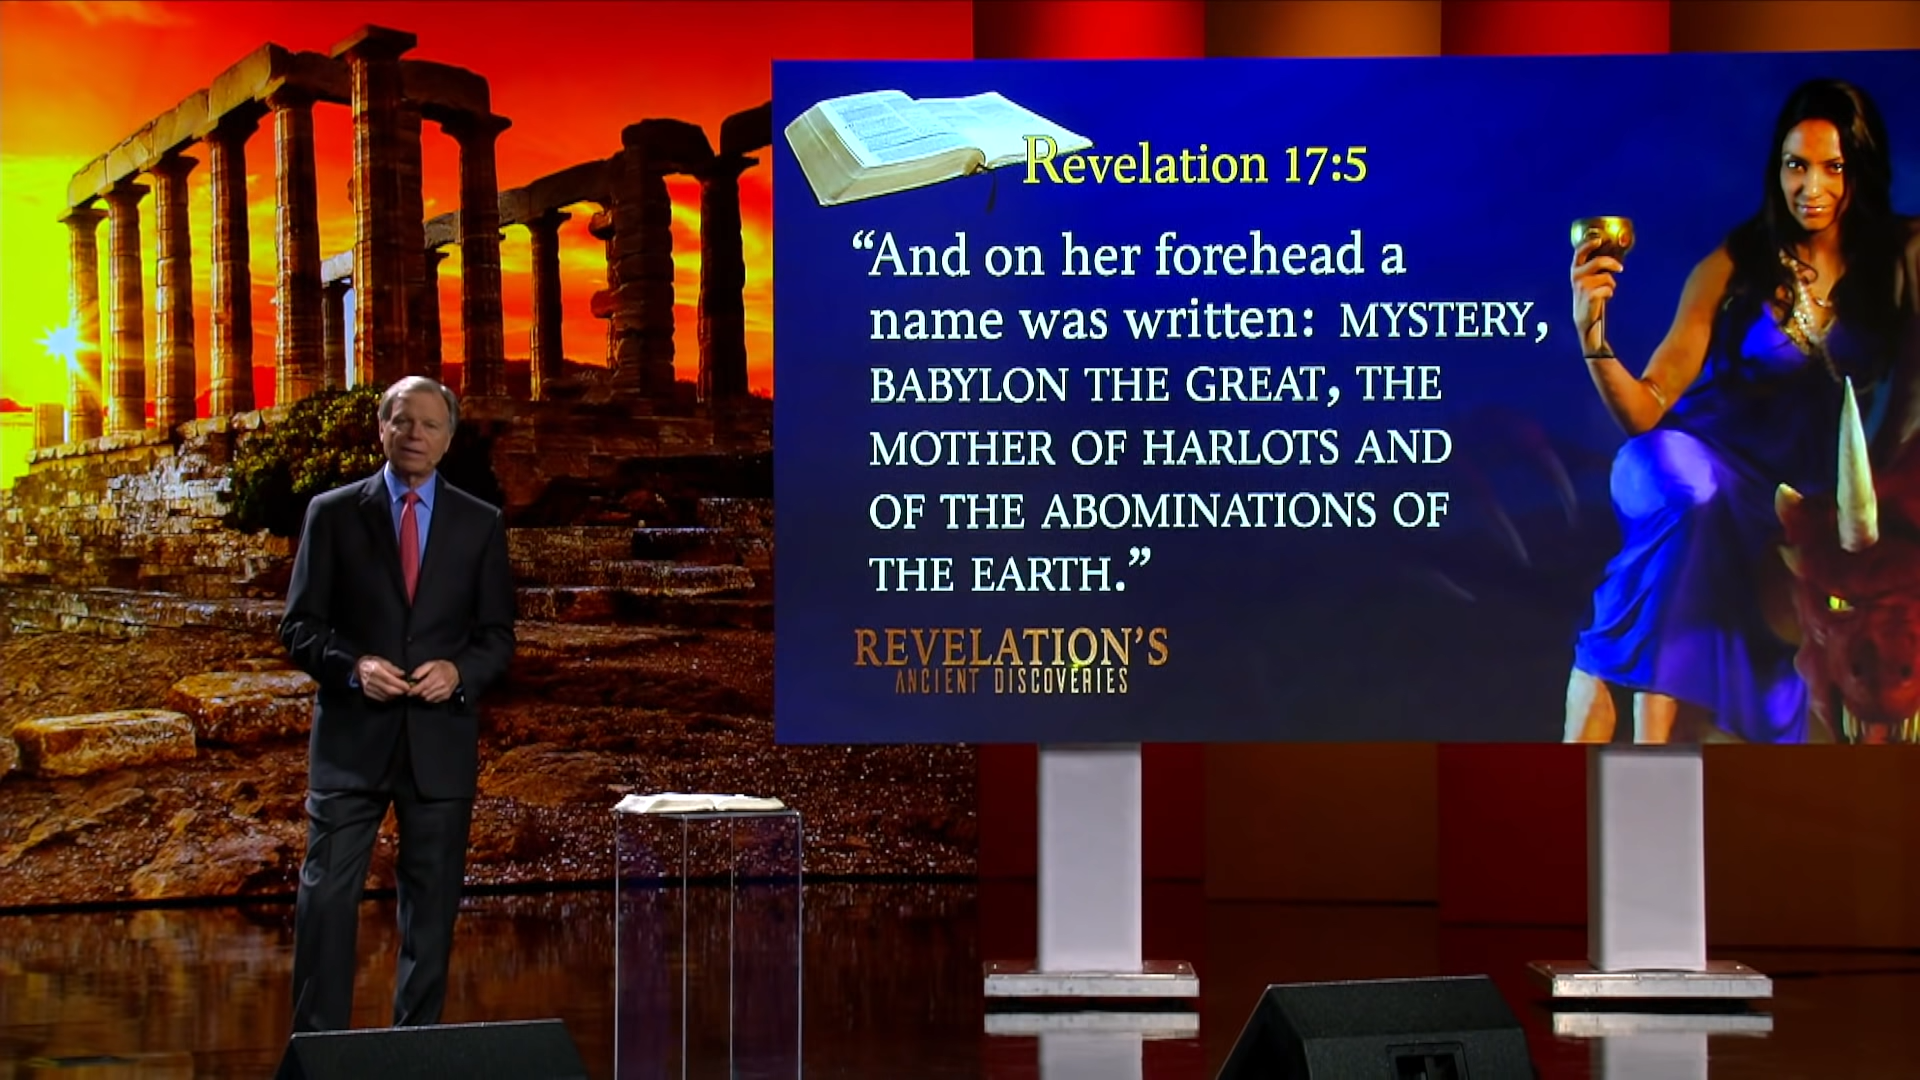 Revelation 17:5
“And on her forehead a
name was written: MYSTERY,
BABYLON THE GREAT, THE
MOTHER OF HARLOTS AND
OF THE ABOMINATIONS OF
THE EARTH.”
REVELATION’S
ANCIENT DISCOVERIES